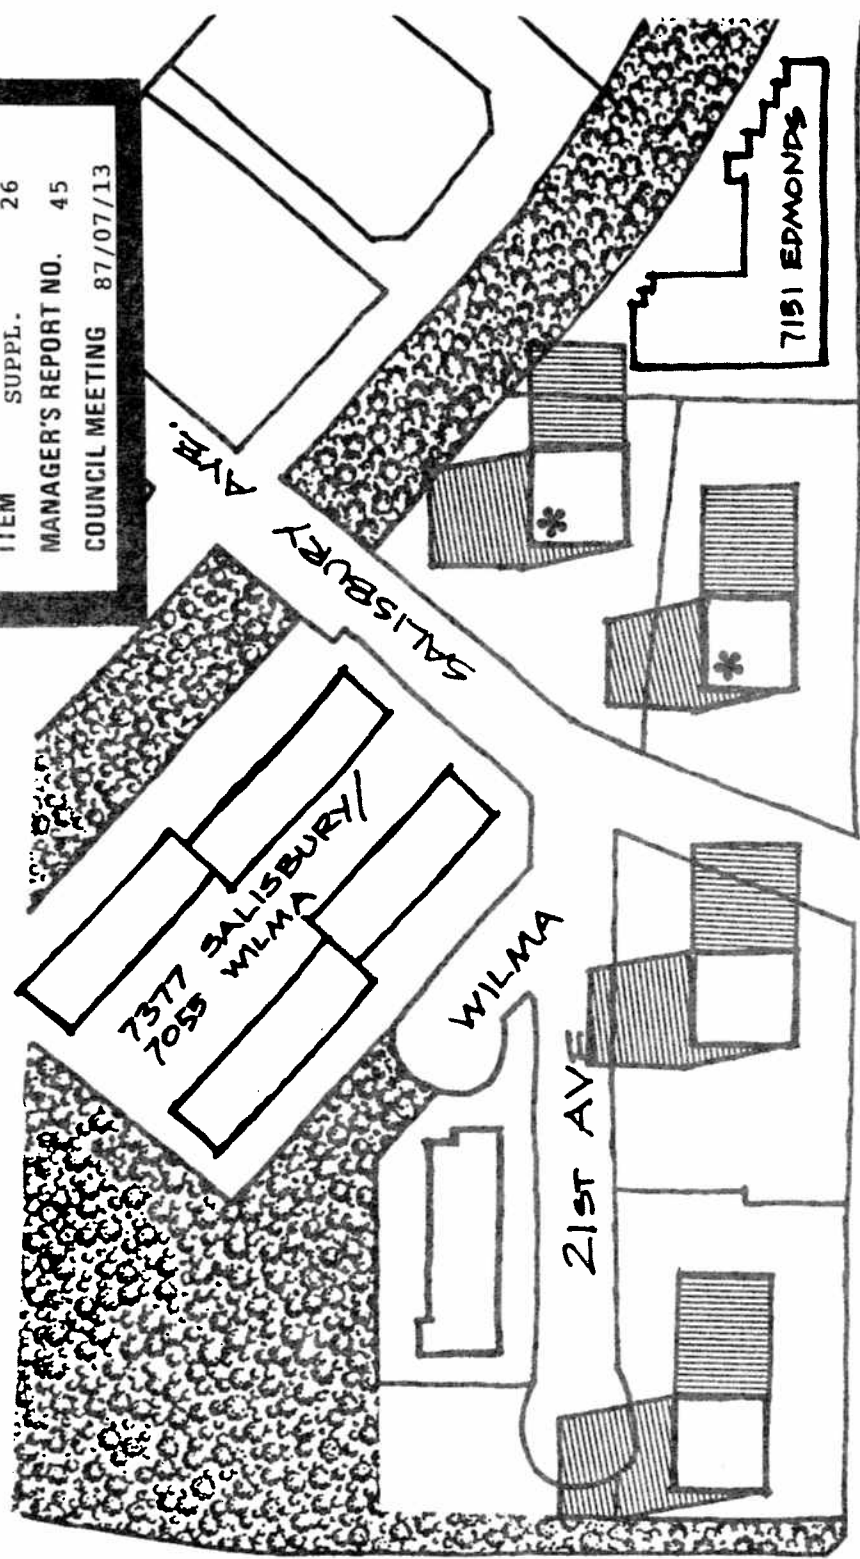 ITEM SUPPL. 26
MANAGER'S REPORT NO. 45
COUNCIL MEETING 87/07/13
SALISBURY AVE.
7131 EDMONDS
7377 SALISBURY/
7055 WILMA
WILMA
21ST AVE